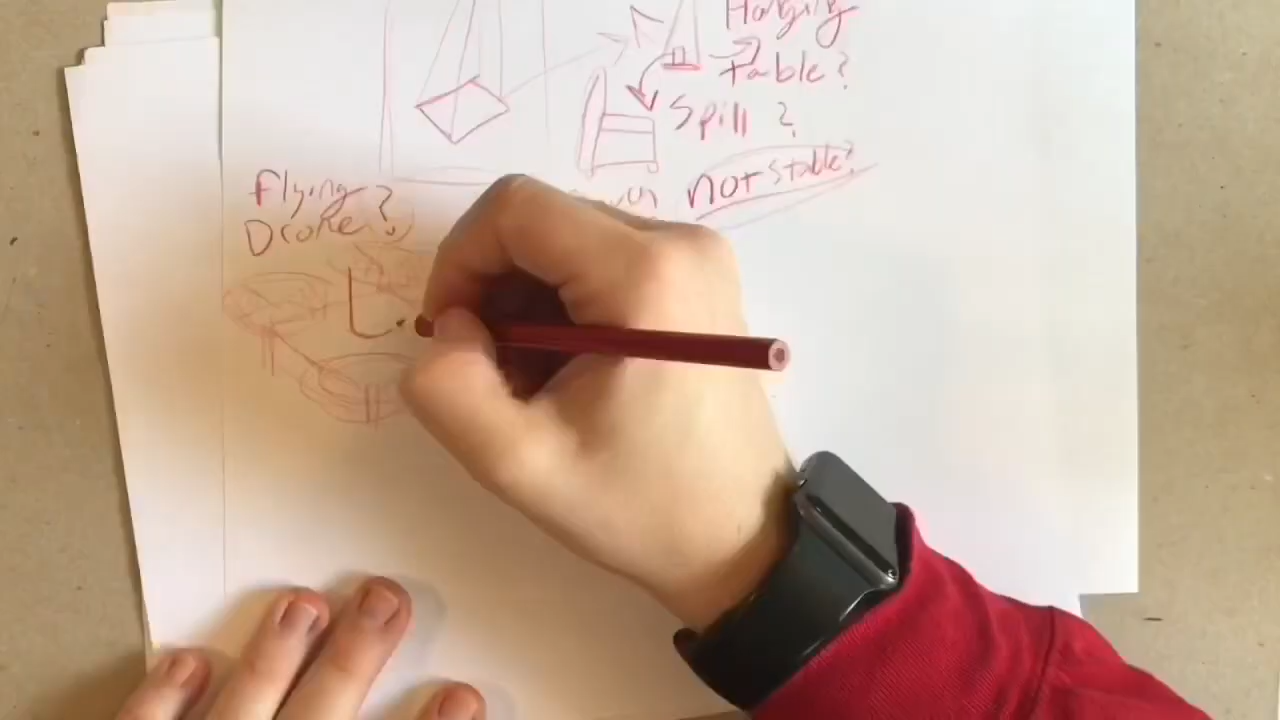 Hanging
table?
Spill?
not stable?
Flying?
Drone?